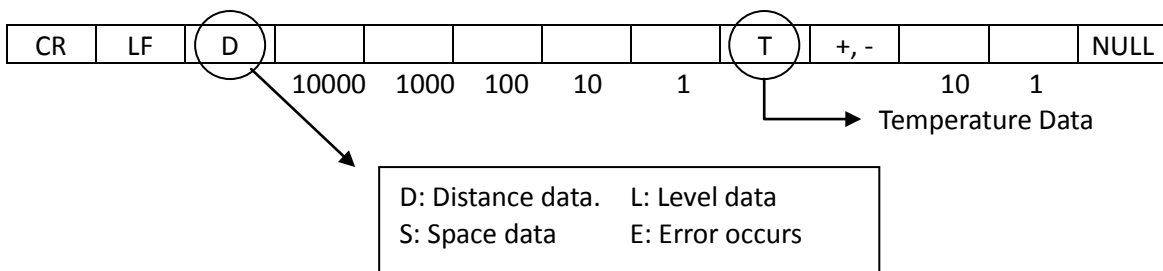 CR LF D T +, - NULL
10000 1000 100 10 1 10 1
Temperature Data
D: Distance data. L: Level data
S: Space data E: Error occurs